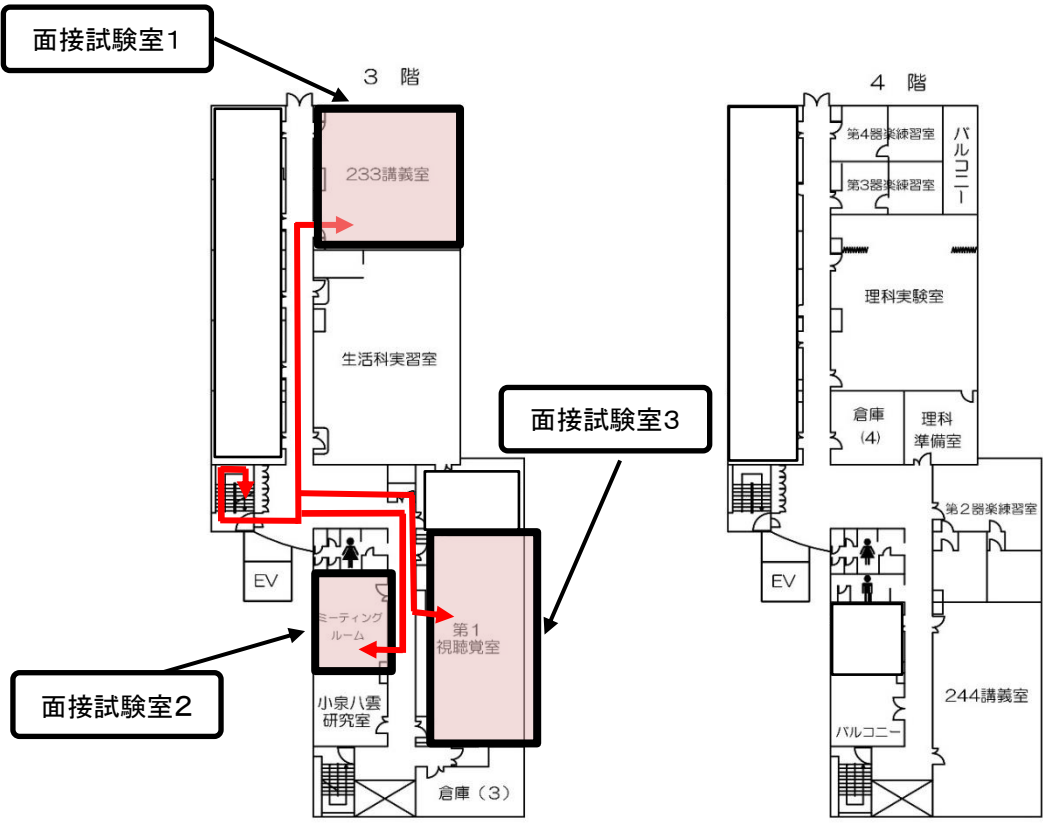 面接試験室1
3 階
233講義室
生活科実習室
面接試験室3
EV
ミーティング
ルーム
第1
視聴覚室
面接試験室2
小泉八雲
研究室
倉庫（3）
4 階
第4器楽練習室
バルコニー
第3器楽練習室
理科実験室
倉庫
(4)
理科
準備室
第2器楽練習室
EV
244講義室
バルコニー